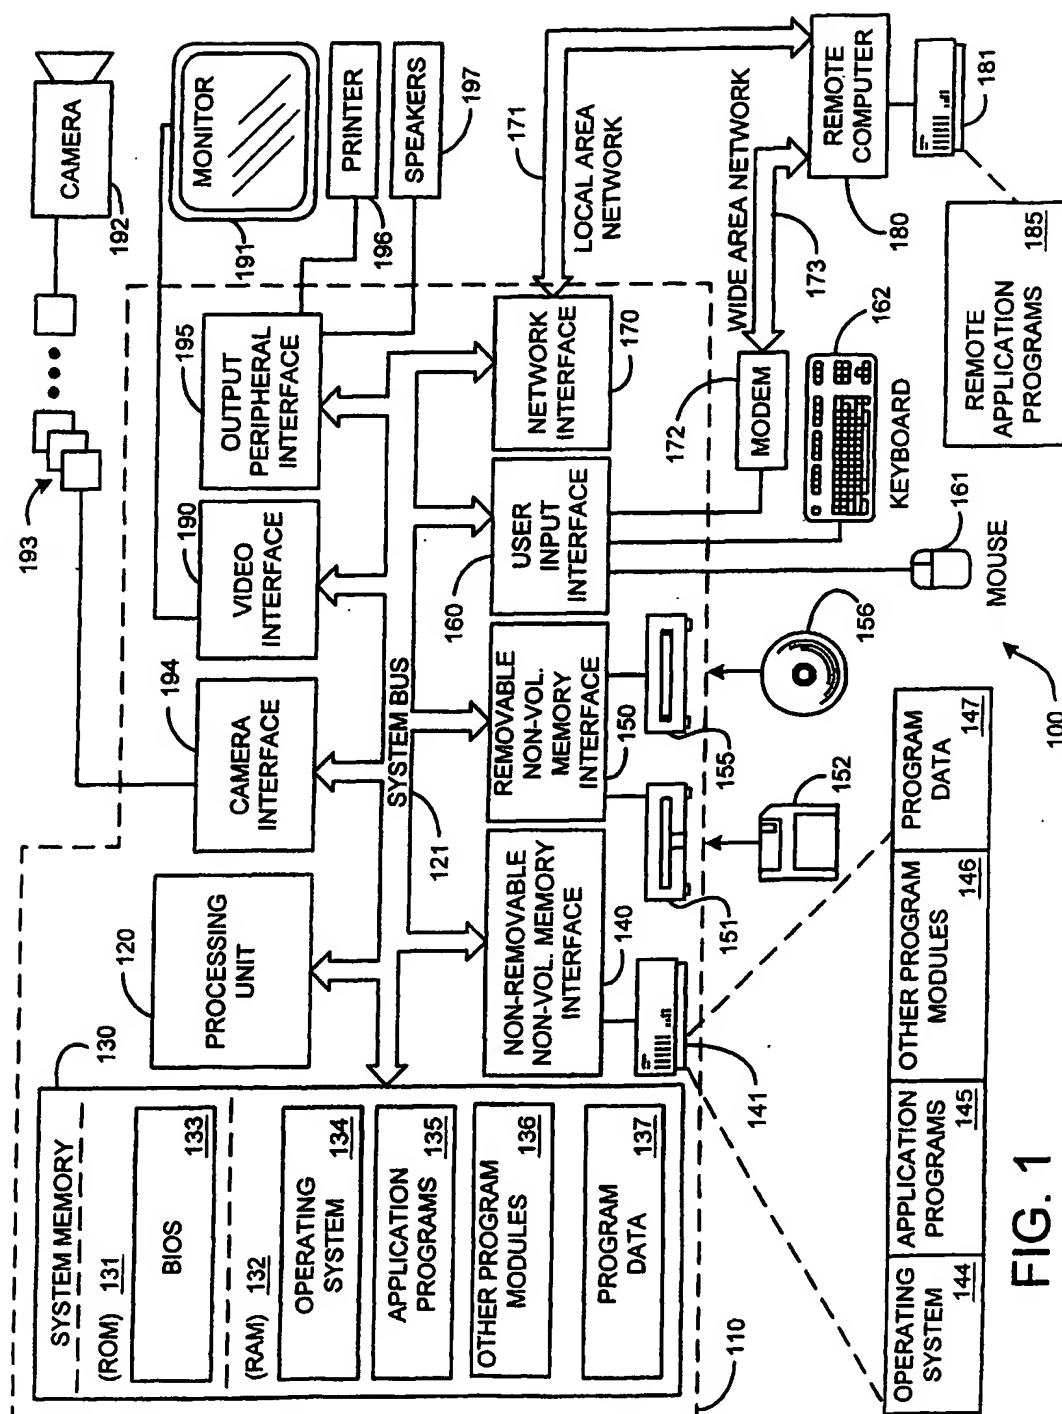 SYSTEM MEMORY
(ROM) 131
BIOS
133
(RAM) 132
OPERATING
SYSTEM 134
APPLICATION
PROGRAMS 135
OTHER PROGRAM
MODULES 136
PROGRAM
DATA 137
110
130
120
PROCESSING
UNIT
194
CAMERA
INTERFACE
190
VIDEO
INTERFACE
195
OUTPUT
PERIPHERAL
INTERFACE
193
192
CAMERA
MONITOR
191
PRINTER
196
SPEAKERS
197
SYSTEM BUS
121
NON-REMOVABLE
NON-VOL. MEMORY
INTERFACE
140
REMOVABLE
NON-VOL.
MEMORY
INTERFACE
150
160
USER
INPUT
INTERFACE
NETWORK
INTERFACE
170
171
LOCAL AREA
NETWORK
141
151
155
152
156
172
MODEM
WIDE AREA NETWORK
173
162
KEYBOARD
161
MOUSE
REMOTE
COMPUTER
180
181
REMOTE
APPLICATION
PROGRAMS 185
100
OPERATING
SYSTEM
144
APPLICATION
PROGRAMS
145
OTHER PROGRAM
MODULES
146
PROGRAM
DATA
147
FIG. 1